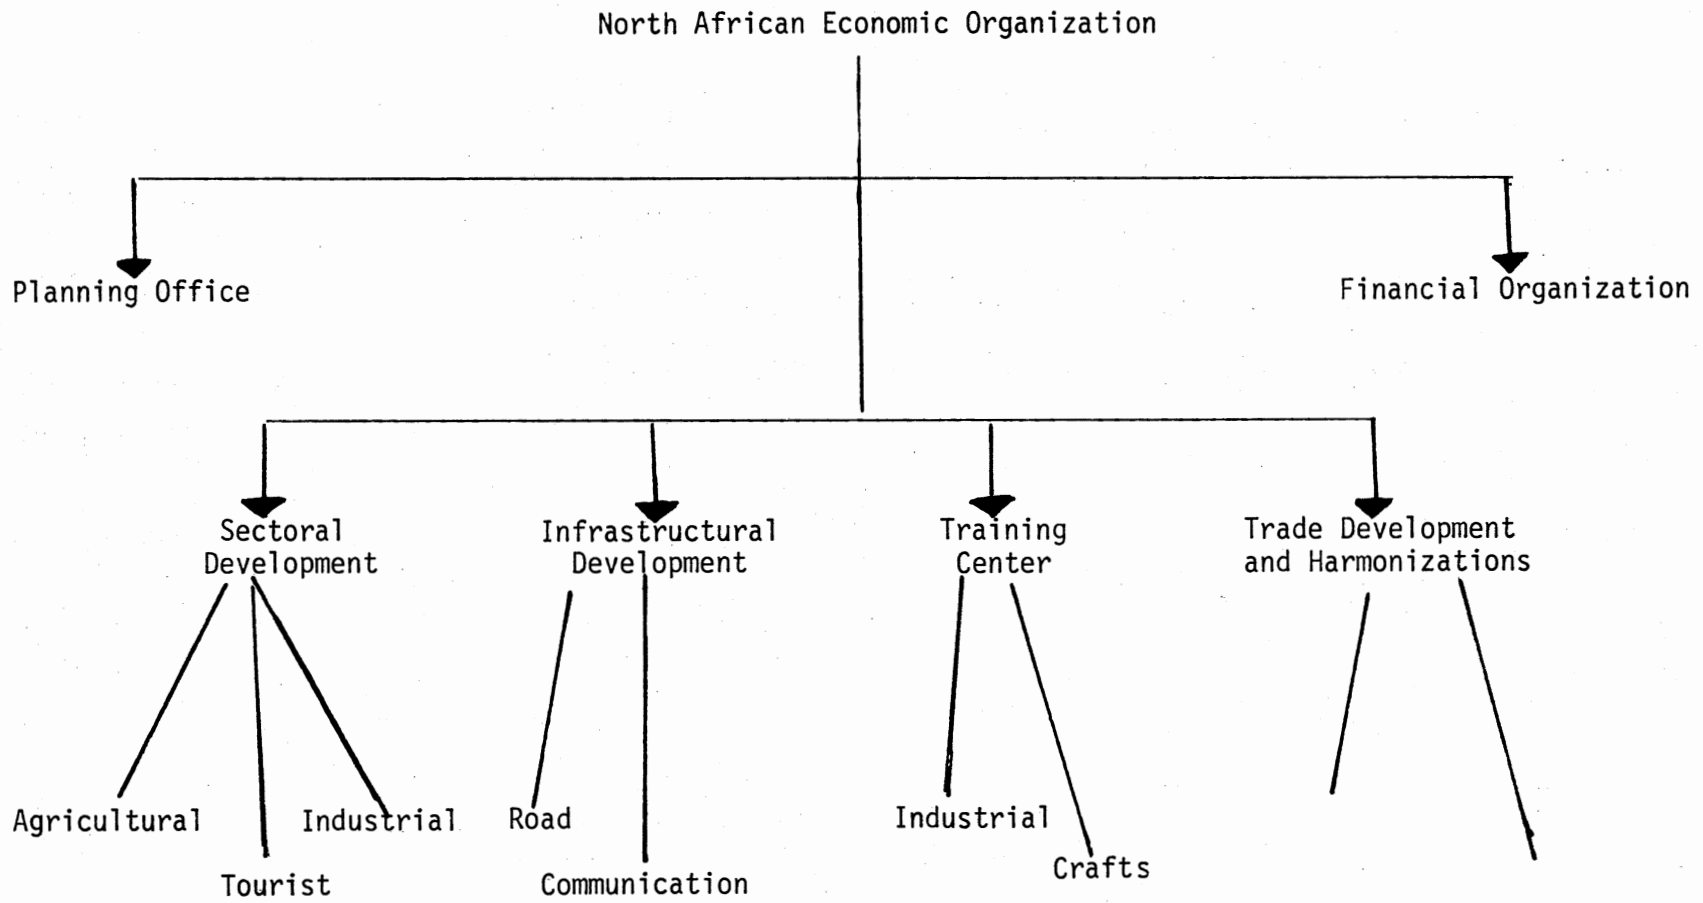 North African Economic Organization
Planning Office
Financial Organization
Sectoral
Development
Infrastructural
Development
Training
Center
Trade Development
and Harmonizations
Agricultural
Industrial
Road
Industrial
Crafts
Tourist
Communication